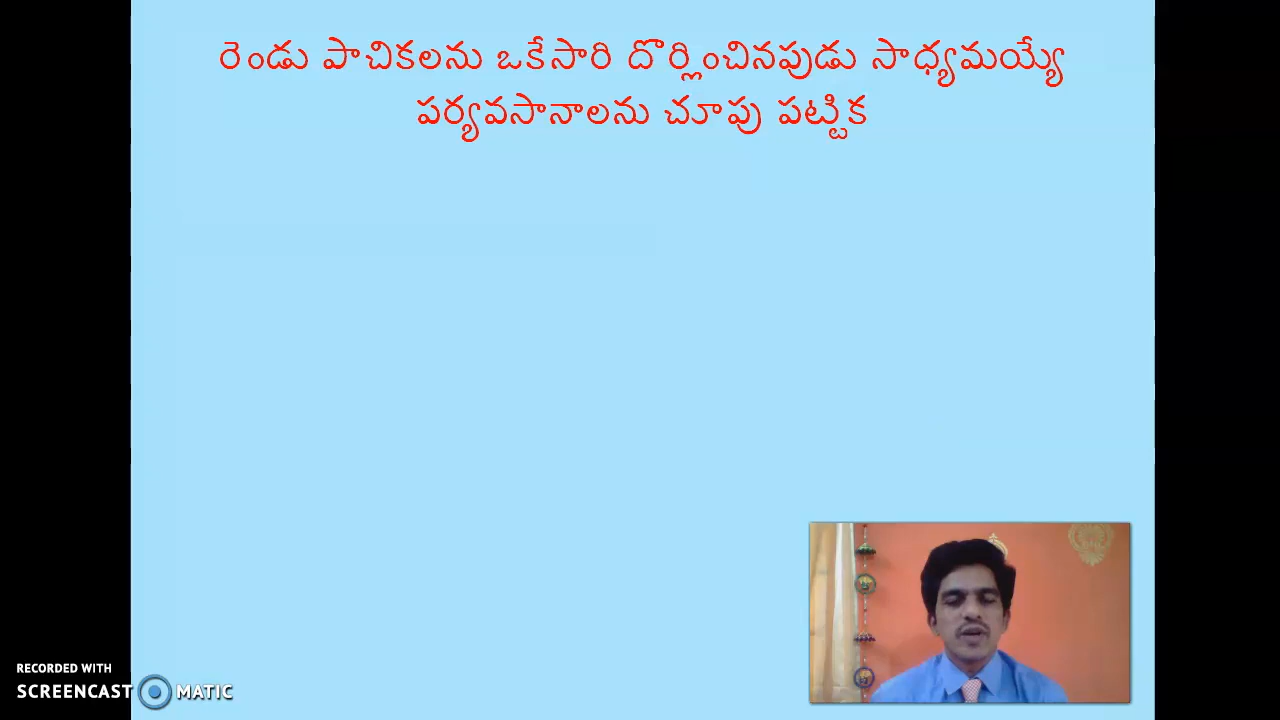 రెండు పాచికలను ఒకేసారి దొర్లించినపుడు సాధ్యమయ్యే
పర్యవసానాలను చూపు పట్టిక
RECORDED WITH
SCREENCAST MATIC